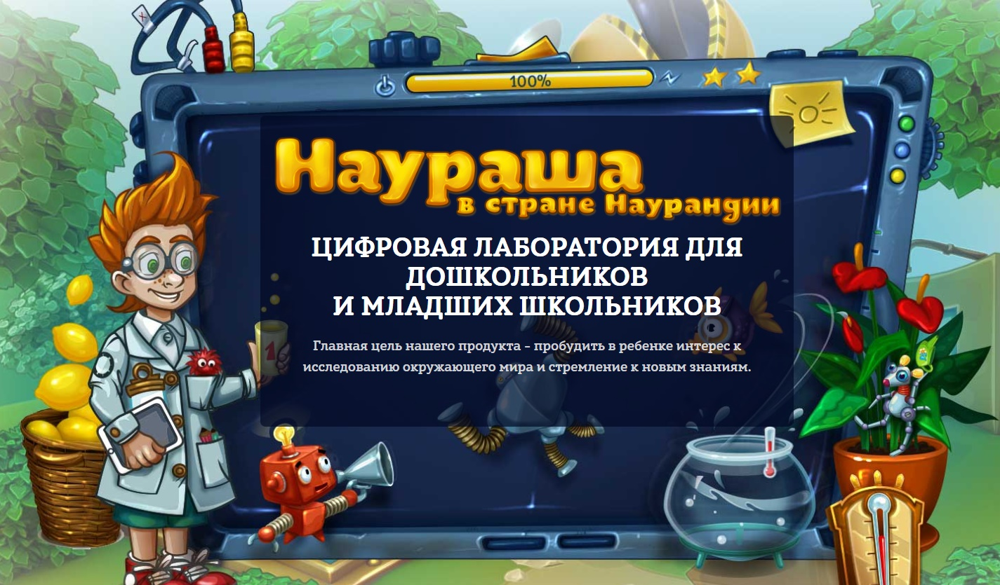 100%
Наураша
в стране Наурандии
ЦИФРОВАЯ ЛАБОРАТОРИЯ ДЛЯ
ДОШКОЛЬНИКОВ
И МЛАДШИХ ШКОЛЬНИКОВ
Главная цель нашего продукта - пробудить в ребенке интерес к
исследованию окружающего мира и стремление к новым знаниям.
1